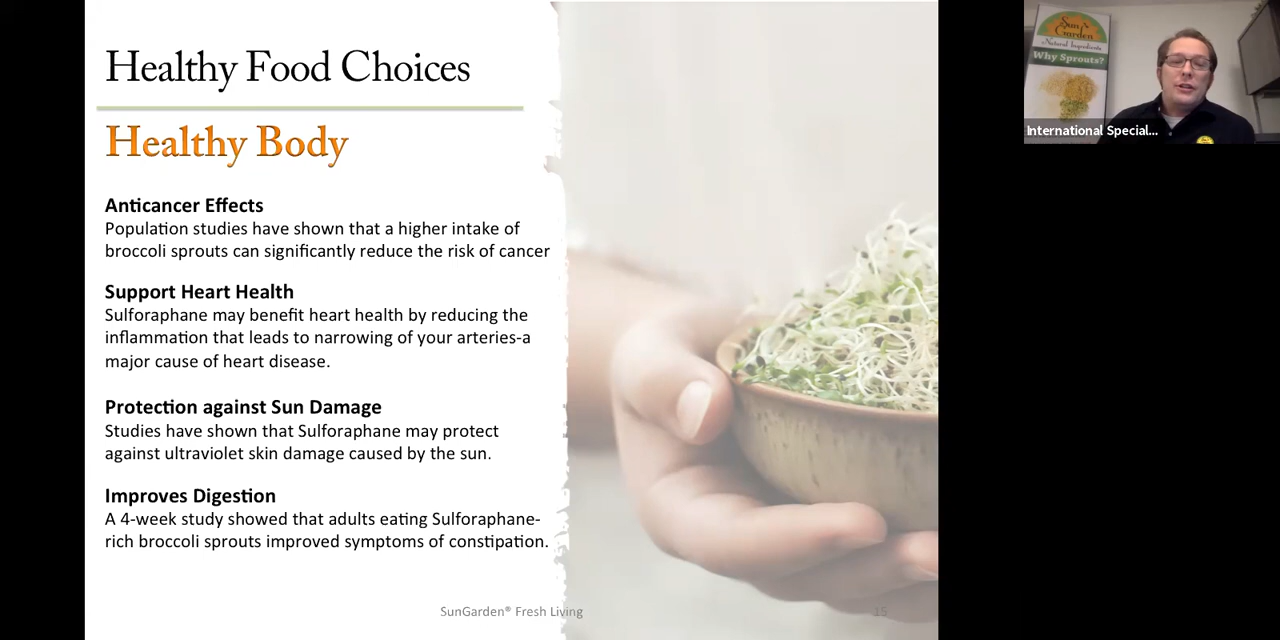 Healthy Food Choices
Healthy Body
Anticancer Effects
Population studies have shown that a higher intake of
broccoli sprouts can significantly reduce the risk of cancer
Support Heart Health
Sulforaphane may benefit heart health by reducing the
inflammation that leads to narrowing of your arteries-a
major cause of heart disease.
Protection against Sun Damage
Studies have shown that Sulforaphane may protect
against ultraviolet skin damage caused by the sun.
Improves Digestion
A 4-week study showed that adults eating Sulforaphane-
rich broccoli sprouts improved symptoms of constipation.
SunGarden® Fresh Living
15
Sun
Garden
Natural Ingredients
Why Sprouts?
International Special...